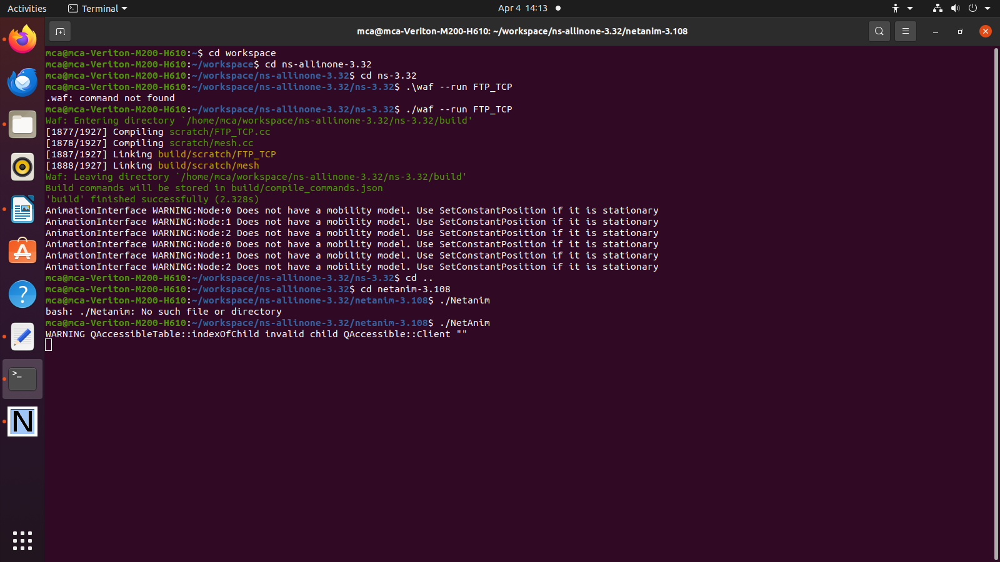 Activities
Terminal
Apr 4 14:13
mca@mca-Veriton-M200-H610: ~/workspace/ns-allinone-3.32/netanim-3.108
mca@mca-Veriton-M200-H610:~$ cd workspace
mca@mca-Veriton-M200-H610:~/workspace$ cd ns-allinone-3.32
mca@mca-Veriton-M200-H610:~/workspace/ns-allinone-3.32$ cd ns-3.32
mca@mca-Veriton-M200-H610:~/workspace/ns-allinone-3.32/ns-3.32$ .\waf --run FTP_TCP
.waf: command not found
mca@mca-Veriton-M200-H610:~/workspace/ns-allinone-3.32/ns-3.32$ ./waf --run FTP_TCP
Waf: Entering directory `/home/mca/workspace/ns-allinone-3.32/ns-3.32/build'
[1877/1927] Compiling scratch/FTP_TCP.cc
[1878/1927] Compiling scratch/mesh.cc
[1887/1927] Linking build/scratch/FTP_TCP
[1888/1927] Linking build/scratch/mesh
Waf: Leaving directory `/home/mca/workspace/ns-allinone-3.32/ns-3.32/build'
Build commands will be stored in build/compile_commands.json
'build' finished successfully (2.328s)
AnimationInterface WARNING:Node:0 Does not have a mobility model. Use SetConstantPosition if it is stationary
AnimationInterface WARNING:Node:1 Does not have a mobility model. Use SetConstantPosition if it is stationary
AnimationInterface WARNING:Node:2 Does not have a mobility model. Use SetConstantPosition if it is stationary
AnimationInterface WARNING:Node:0 Does not have a mobility model. Use SetConstantPosition if it is stationary
AnimationInterface WARNING:Node:1 Does not have a mobility model. Use SetConstantPosition if it is stationary
AnimationInterface WARNING:Node:2 Does not have a mobility model. Use SetConstantPosition if it is stationary
mca@mca-Veriton-M200-H610:~/workspace/ns-allinone-3.32/ns-3.32$ cd ..
mca@mca-Veriton-M200-H610:~/workspace/ns-allinone-3.32$ cd netanim-3.108
mca@mca-Veriton-M200-H610:~/workspace/ns-allinone-3.32/netanim-3.108$ ./Netanim
bash: ./Netanim: No such file or directory
mca@mca-Veriton-M200-H610:~/workspace/ns-allinone-3.32/netanim-3.108$ ./NetAnim
WARNING QAccessibleTable::indexOfChild invalid child QAccessible::Client ""
>_
N